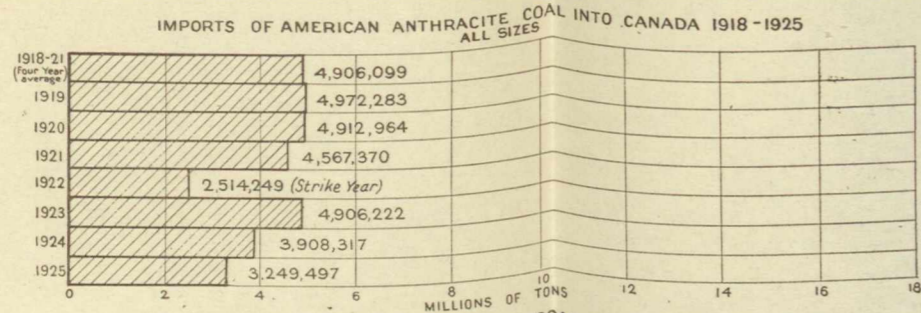 IMPORTS OF AMERICAN ANTHRACITE COAL INTO CANADA 1918-1925
ALL SIZES
1918-21
(Four Year average)
4,906,099
1919
4,972,283
1920
4,912,964
1921
4,567,370
1922
2,514,249 (Strike Year)
1923
4,906,222
1924
3,908,317
1925
3,249,497
0 2 4 6 8 10 12 14 16 18
MILLIONS OF TONS